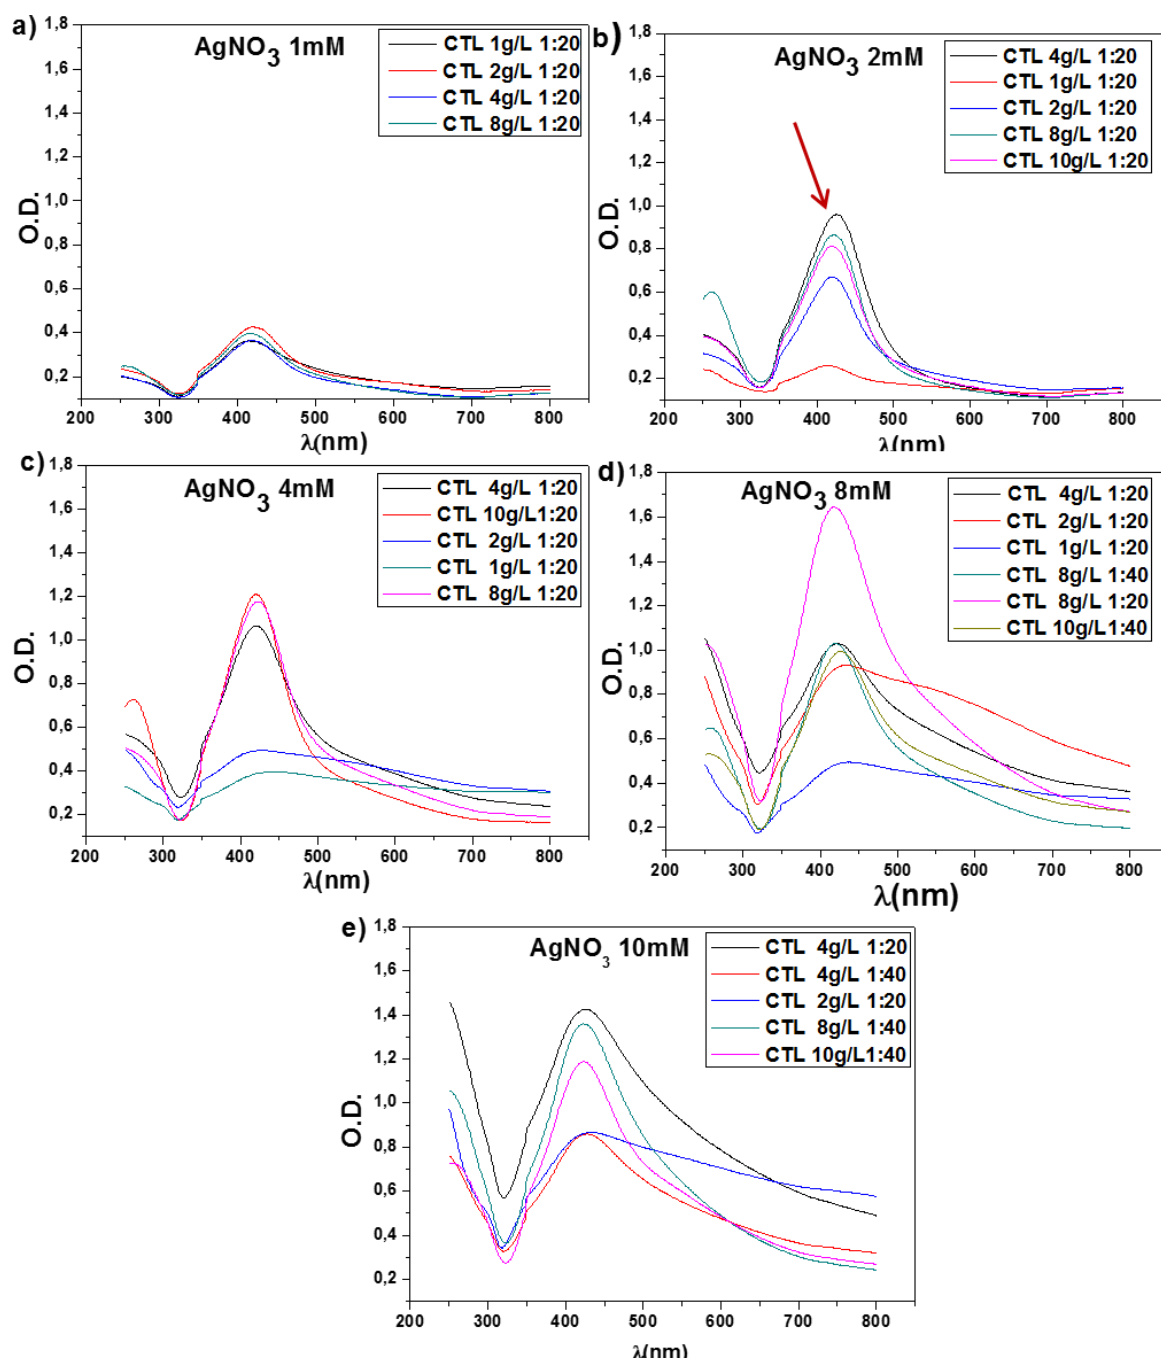 a)
AgNO3 1mM
CTL 1g/L 1:20
CTL 2g/L 1:20
CTL 4g/L 1:20
CTL 8g/L 1:20
O.D.
1,8
1,6
1,4
1,2
1,0
0,8
0,6
0,4
0,2
200 300 400 500 600 700 800
λ(nm)
b)
AgNO3 2mM
CTL 4g/L 1:20
CTL 1g/L 1:20
CTL 2g/L 1:20
CTL 8g/L 1:20
CTL 10g/L 1:20
O.D.
1,8
1,6
1,4
1,2
1,0
0,8
0,6
0,4
0,2
200 300 400 500 600 700 800
λ(nm)
c)
AgNO3 4mM
CTL 4g/L 1:20
CTL 10g/L1:20
CTL 2g/L 1:20
CTL 1g/L 1:20
CTL 8g/L 1:20
O.D.
1,8
1,6
1,4
1,2
1,0
0,8
0,6
0,4
0,2
200 300 400 500 600 700 800
λ(nm)
d)
AgNO3 8mM
CTL 4g/L 1:20
CTL 2g/L 1:20
CTL 1g/L 1:20
CTL 8g/L 1:40
CTL 8g/L 1:20
CTL 10g/L1:40
O.D.
1,8
1,6
1,4
1,2
1,0
0,8
0,6
0,4
0,2
200 300 400 500 600 700 800
λ(nm)
e)
AgNO3 10mM
CTL 4g/L 1:20
CTL 4g/L 1:40
CTL 2g/L 1:20
CTL 8g/L 1:40
CTL 10g/L1:40
O.D.
1,8
1,6
1,4
1,2
1,0
0,8
0,6
0,4
0,2
200 300 400 500 600 700 800
λ(nm)